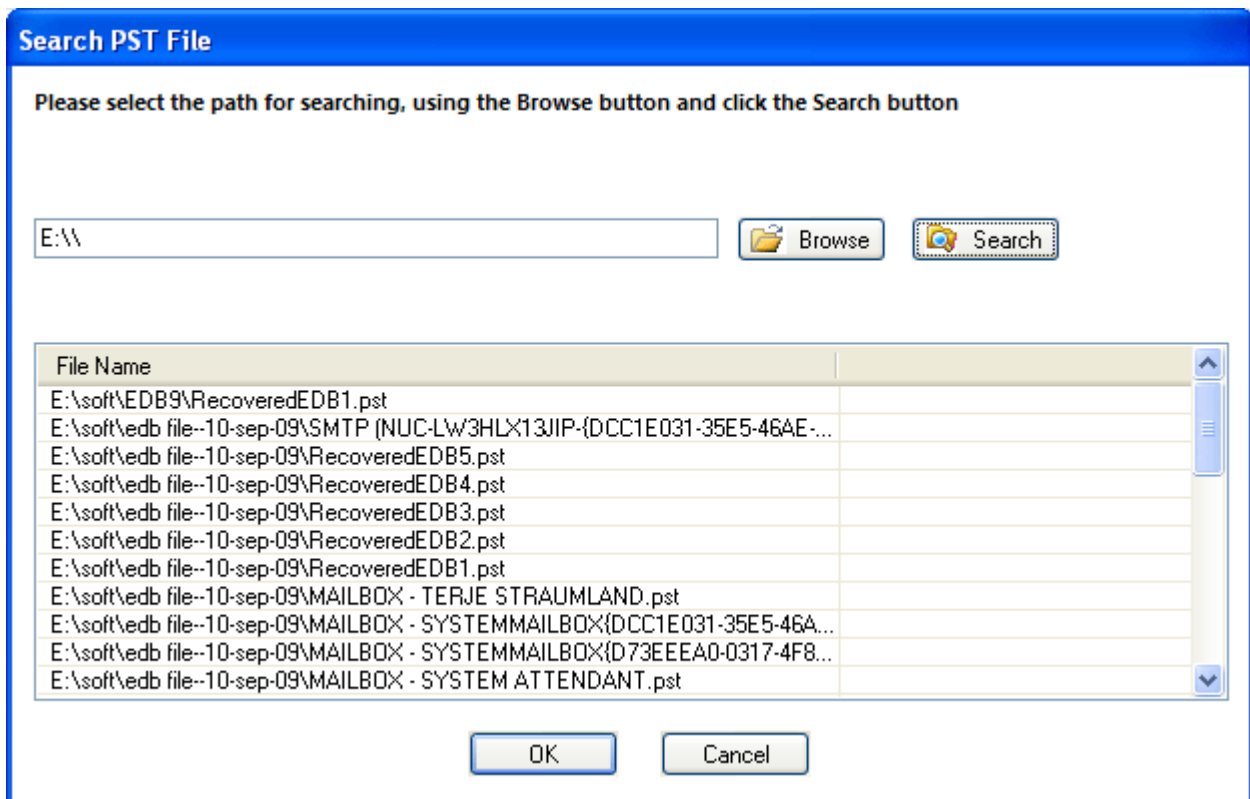 Search PST File
Please select the path for searching, using the Browse button and click the Search button
E:\\
Browse
Search
File Name
E:\soft\EDB9\RecoveredEDB1.pst
E:\soft\edb file--10-sep-09\SMTP (NUC-LW3HLX13JIP-{DCC1E031-35E5-46AE-...
E:\soft\edb file--10-sep-09\RecoveredEDB5.pst
E:\soft\edb file--10-sep-09\RecoveredEDB4.pst
E:\soft\edb file--10-sep-09\RecoveredEDB3.pst
E:\soft\edb file--10-sep-09\RecoveredEDB2.pst
E:\soft\edb file--10-sep-09\RecoveredEDB1.pst
E:\soft\edb file--10-sep-09\MAILBOX - TERJE STRAUMLAND.pst
E:\soft\edb file--10-sep-09\MAILBOX - SYSTEMMAILBOX{DCC1E031-35E5-46A...
E:\soft\edb file--10-sep-09\MAILBOX - SYSTEMMAILBOX{D73EEEA0-0317-4F8...
E:\soft\edb file--10-sep-09\MAILBOX - SYSTEM ATTENDANT.pst
OK
Cancel